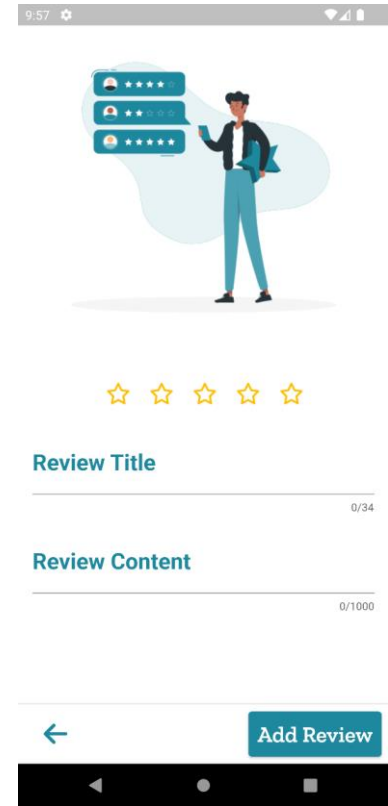 9:57
Review Title
0/34
Review Content
0/1000
Add Review